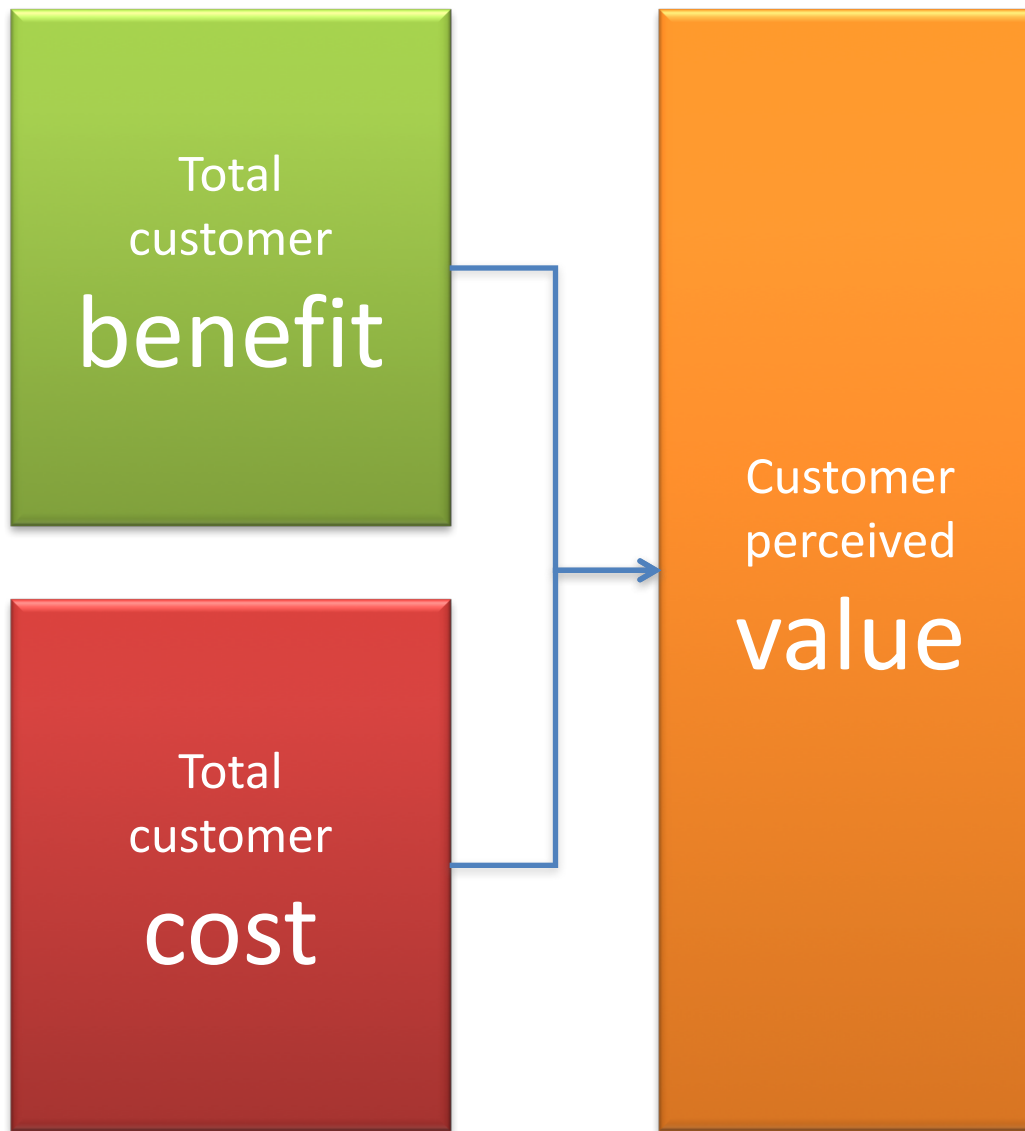 Total
customer
benefit
Total
customer
cost
Customer
perceived
value